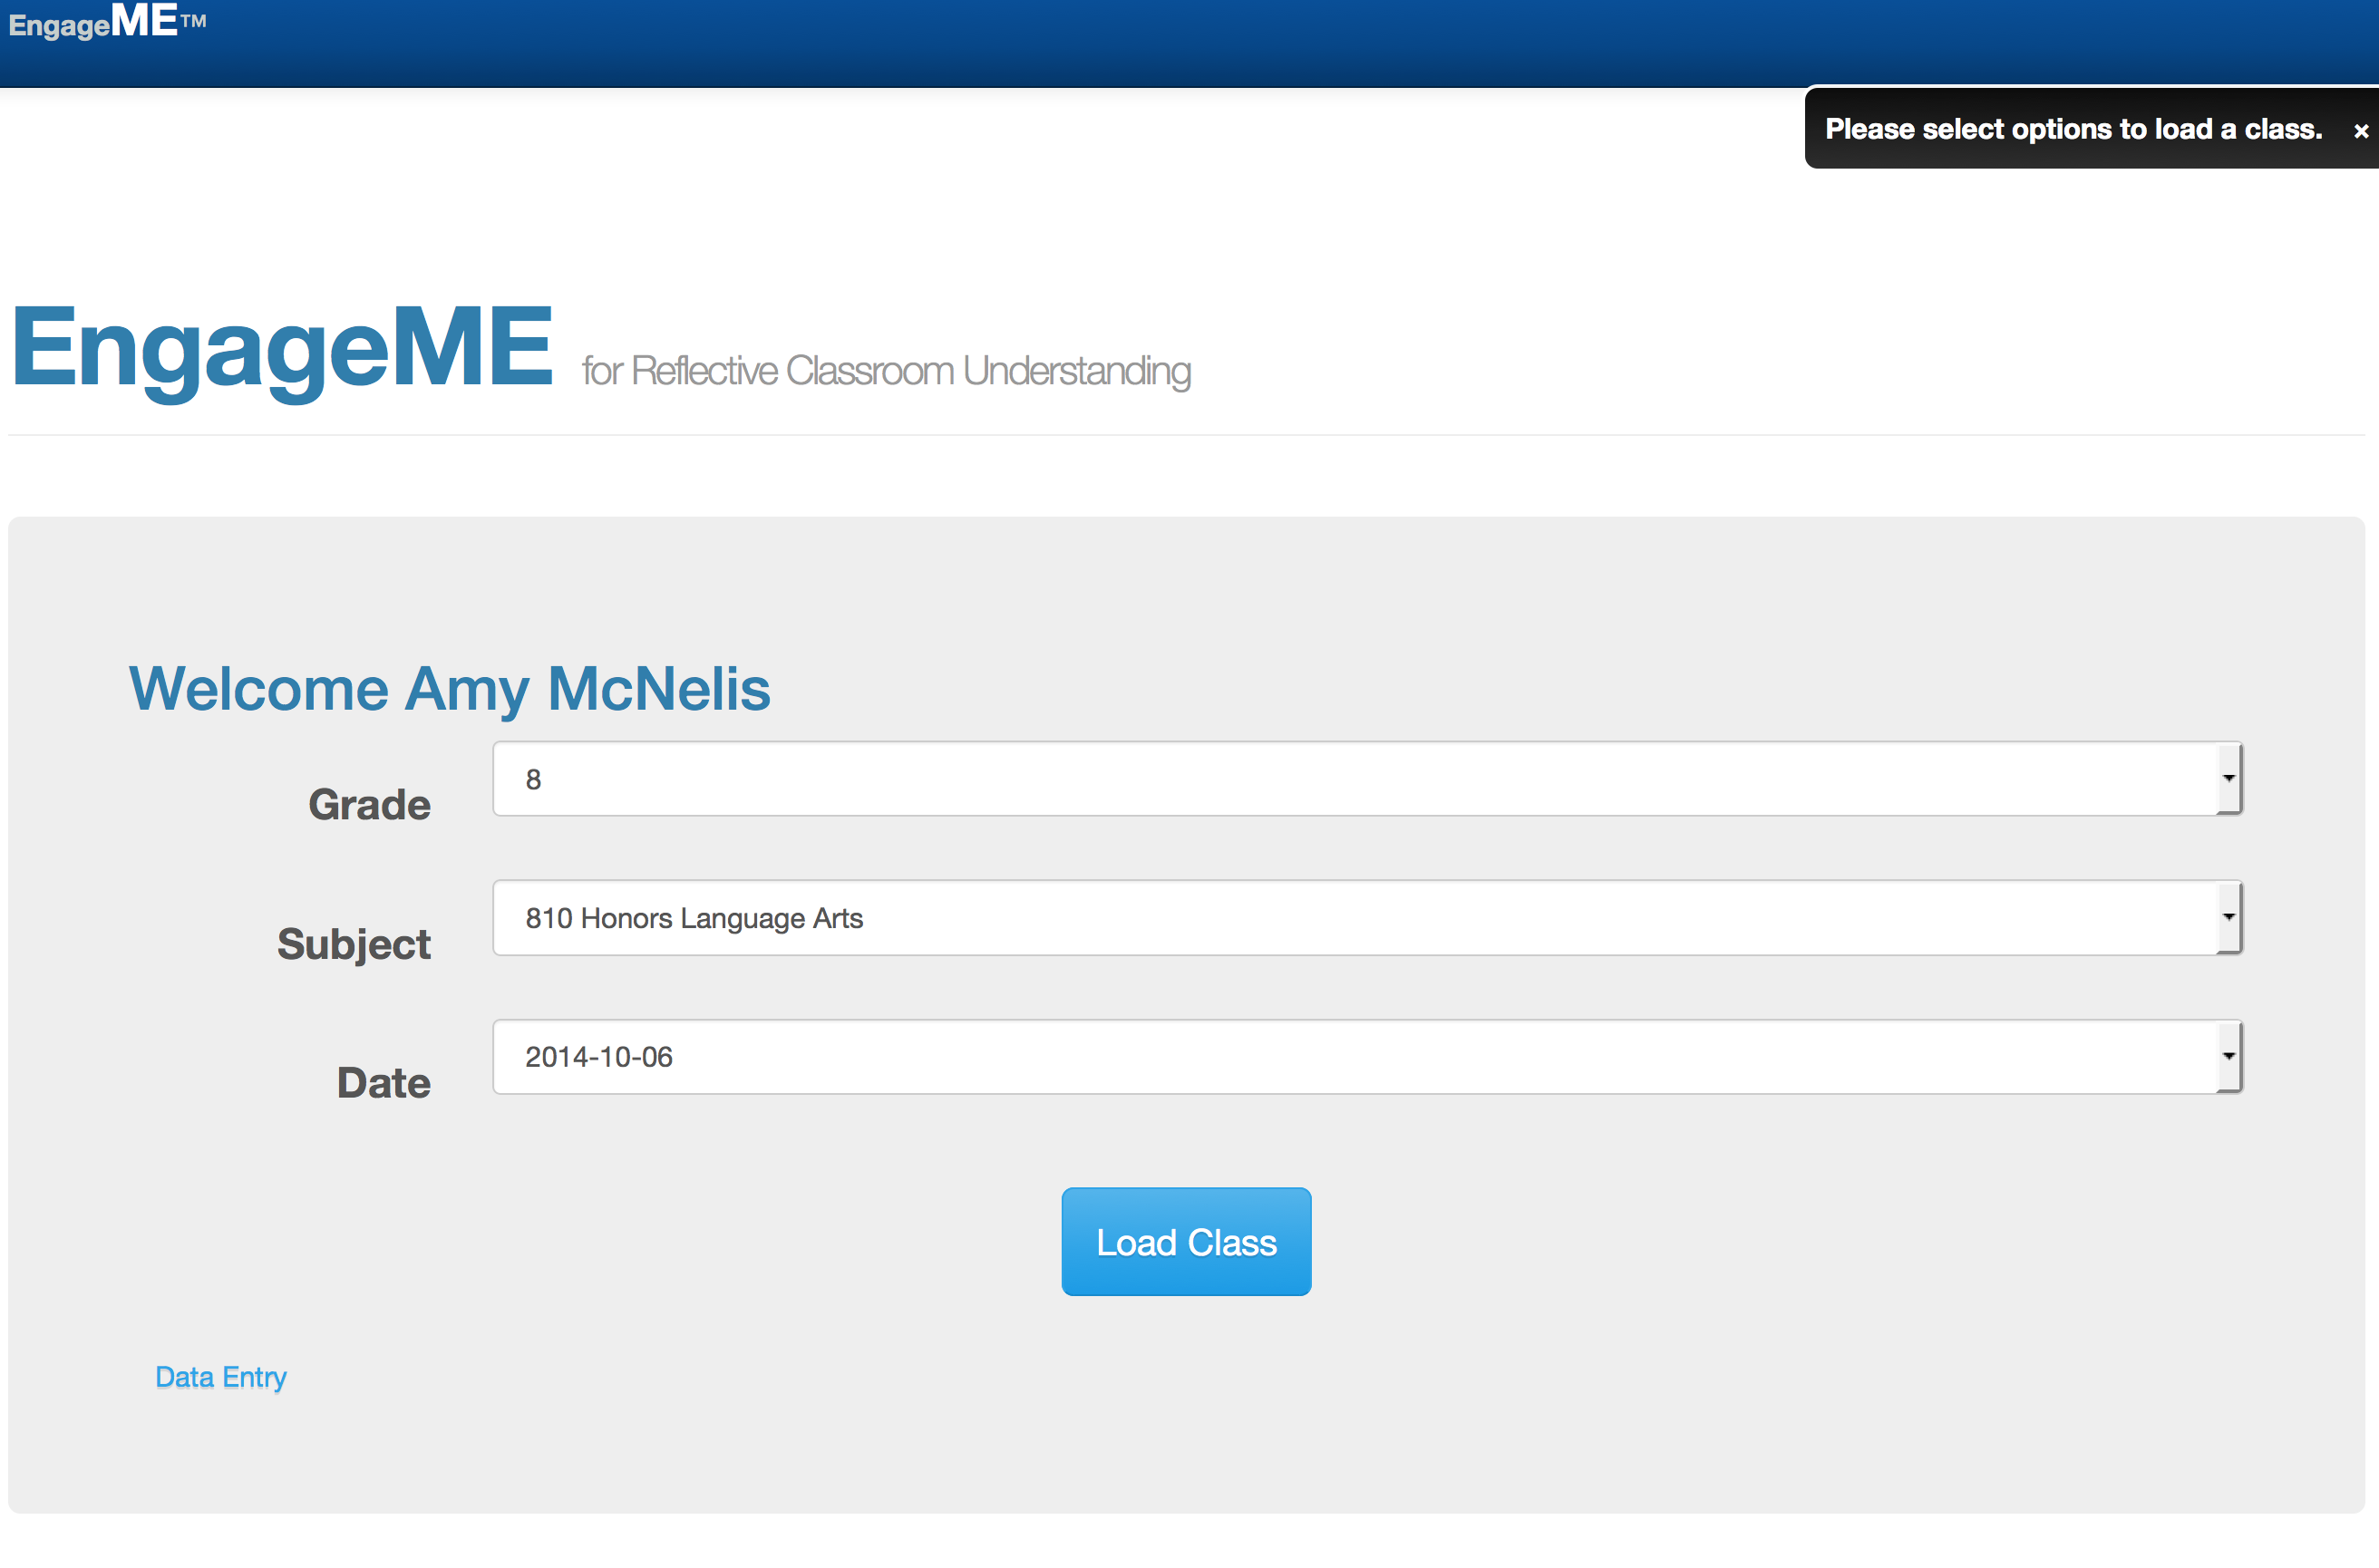 EngageME™
Please select options to load a class. ×
EngageME for Reflective Classroom Understanding
Welcome Amy McNelis
Grade 8
Subject 810 Honors Language Arts
Date 2014-10-06
Load Class
Data Entry